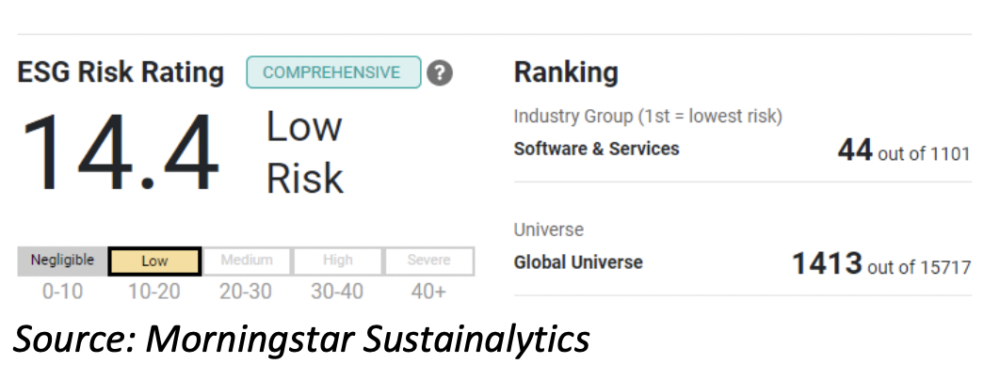 ESG Risk Rating COMPREHENSIVE ?
14.4 Low
Risk
Negligible Low Medium High Severe
0-10 10-20 20-30 30-40 40+
Ranking
Industry Group (1st = lowest risk)
Software & Services 44 out of 1101
Universe
Global Universe 1413 out of 15717
Source: Morningstar Sustainalytics